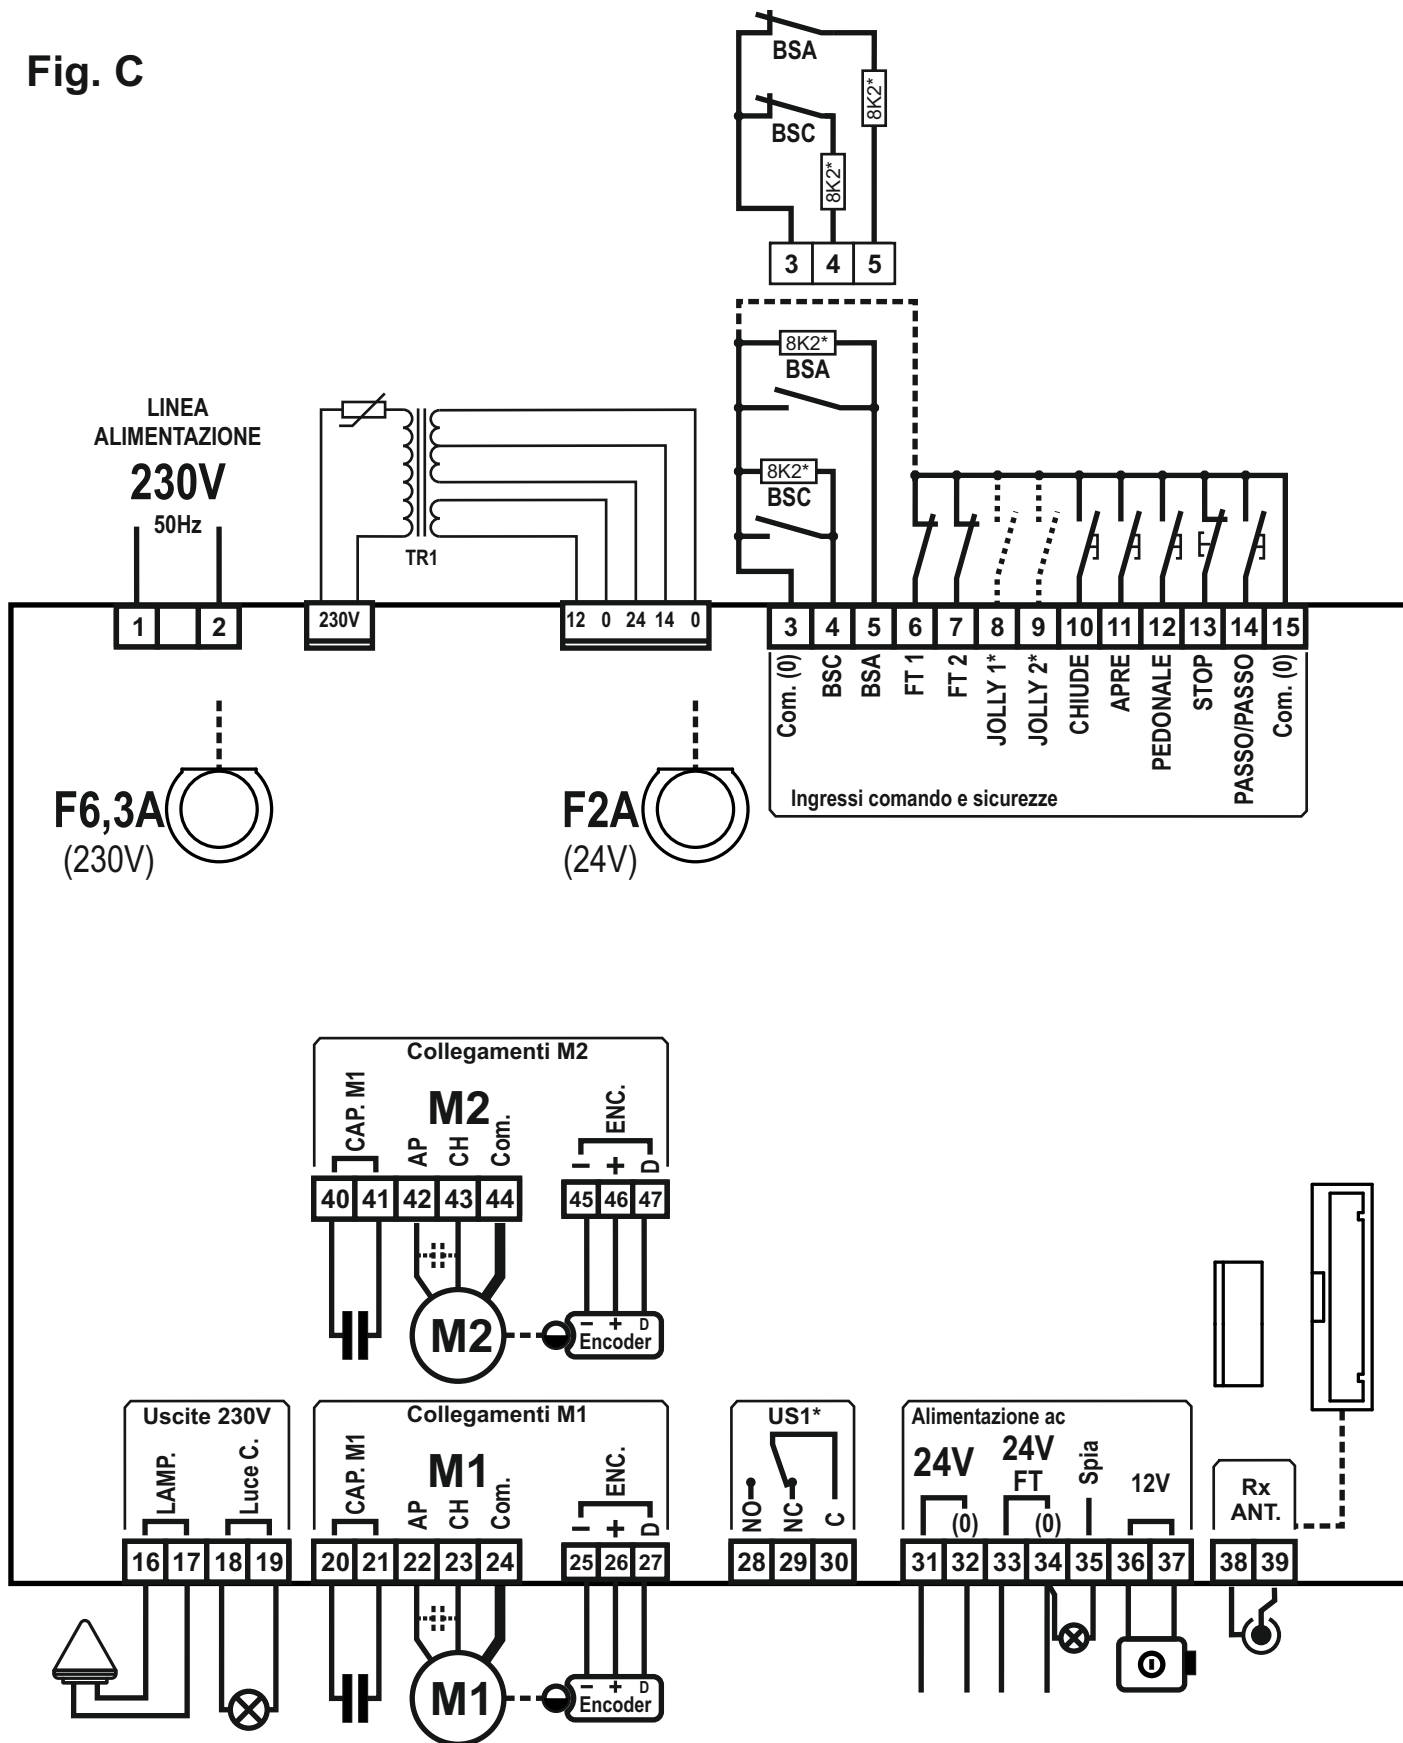 Fig. C
BSA
8K2*
BSC
8K2*
3 4 5
8K2*
BSA
8K2*
BSC
LINEA
ALIMENTAZIONE
230V
50Hz
TR1
1 2
230V
12 0 24 14 0
3 4 5 6 7 8 9 10 11 12 13 14 15
Com. (0)
BSC
BSA
FT 1
FT 2
JOLLY 1*
JOLLY 2*
CHIUDE
APRE
PEDONALE
STOP
PASSO/PASSO
Com. (0)
Ingressi comando e sicurezze
F6,3A
(230V)
F2A
(24V)
Collegamenti M2
CAP. M1
M2
AP
CH
Com.
ENC.
− + D
40 41 42 43 44
45 46 47
M2
− + D
Encoder
Uscite 230V
LAMP.
Luce C.
16 17 18 19
Collegamenti M1
CAP. M1
M1
AP
CH
Com.
ENC.
− + D
20 21 22 23 24
25 26 27
M1
− + D
Encoder
US1*
NO
NC
C
28 29 30
Alimentazione ac
24V
(0)
24V
FT
(0)
Spia
12V
31 32 33 34 35 36 37
Rx
ANT.
38 39